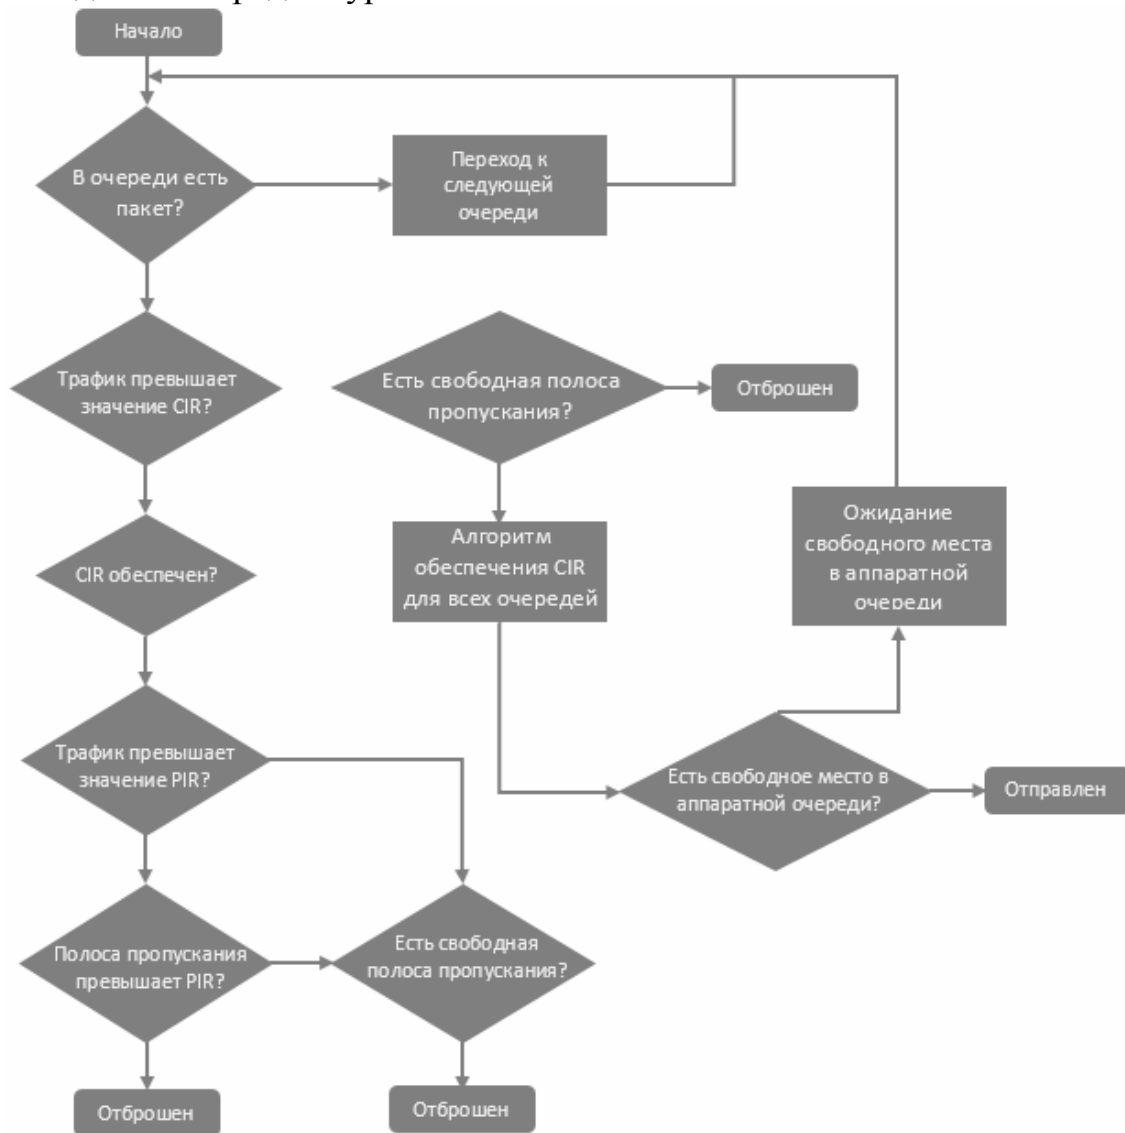 Начало
В очереди есть
пакет?
Переход к
следующей
очереди
Трафик превышает
значение CIR?
Есть свободная полоса
пропускания?
Отброшен
CIR обеспечен?
Алгоритм
обеспечения CIR
для всех очередей
Ожидание
свободного места
в аппаратной
очереди
Трафик превышает
значение PIR?
Есть свободное место в
аппаратной очереди?
Отправлен
Полоса пропускания
превышает PIR?
Есть свободная
полоса пропускания?
Отброшен
Отброшен